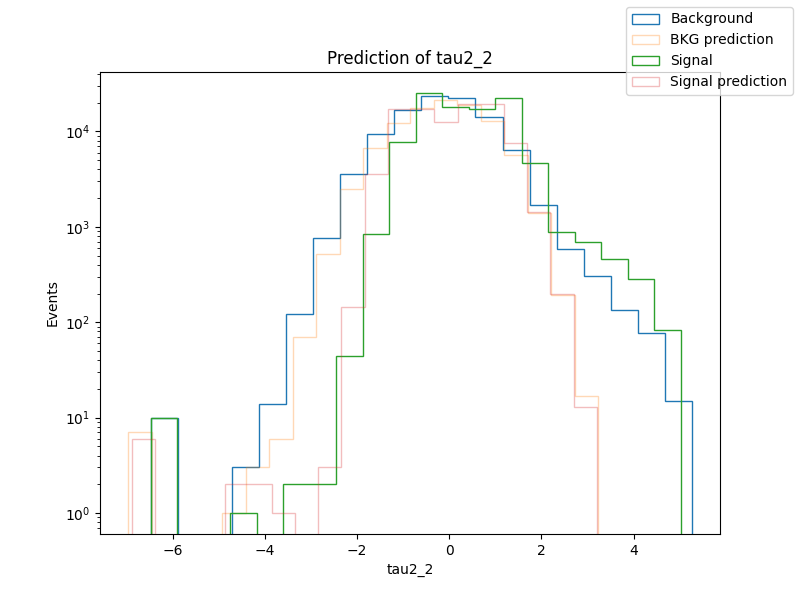 Prediction of tau2_2
Background
BKG prediction
Signal
Signal prediction
Events
10⁴
10³
10²
10¹
10⁰
−6
−4
−2
0
2
4
tau2_2